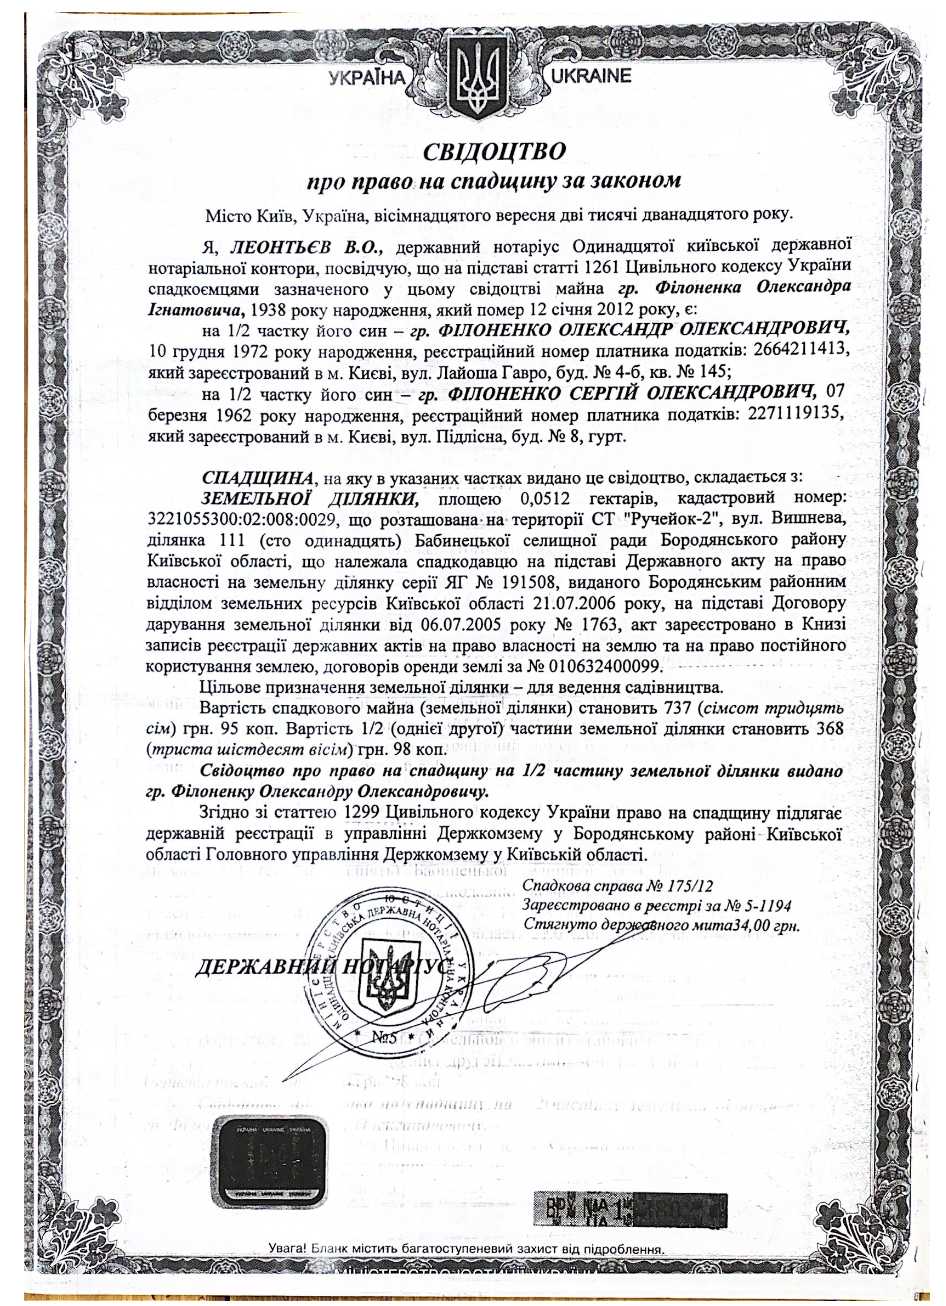 УКРАЇНА UKRAINE
СВІДОЦТВО
про право на спадщину за законом
Місто Київ, Україна, вісімнадцятого вересня дві тисячі дванадцятого року.
Я, ЛЕОНТЬЄВ В.О., державний нотаріус Одинадцятої київської державної
нотаріальної контори, посвідчую, що на підставі статті 1261 Цивільного кодексу України
спадкоємцями зазначеного у цьому свідоцтві майна гр. Філоненка Олександра
Ігнатовича, 1938 року народження, який помер 12 січня 2012 року, є:
на 1/2 частку його син – гр. ФІЛОНЕНКО ОЛЕКСАНДР ОЛЕКСАНДРОВИЧ,
10 грудня 1972 року народження, реєстраційний номер платника податків: 2664211413,
який зареєстрований в м. Києві, вул. Лайоша Гавро, буд. № 4-б, кв. № 145;
на 1/2 частку його син – гр. ФІЛОНЕНКО СЕРГІЙ ОЛЕКСАНДРОВИЧ, 07
березня 1962 року народження, реєстраційний номер платника податків: 2271119135,
який зареєстрований в м. Києві, вул. Підлісна, буд. № 8, гурт.
СПАДЩИНА, на яку в указаних частках видано це свідоцтво, складається з:
ЗЕМЕЛЬНОЇ ДІЛЯНКИ, площею 0,0512 гектарів, кадастровий номер:
3221055300:02:008:0029, що розташована на території СТ "Ручейок-2", вул. Вишнева,
ділянка 111 (сто одинадцять) Бабинецької селищної ради Бородянського району
Київської області, що належала спадкодавцю на підставі Державного акту на право
власності на земельну ділянку серії ЯГ № 191508, виданого Бородянським районним
відділом земельних ресурсів Київської області 21.07.2006 року, на підставі Договору
дарування земельної ділянки від 06.07.2005 року № 1763, акт зареєстровано в Книзі
записів реєстрації державних актів на право власності на землю та на право постійного
користування землею, договорів оренди землі за № 010632400099.
Цільове призначення земельної ділянки – для ведення садівництва.
Вартість спадкового майна (земельної ділянки) становить 737 (сімсот тридцять
сім) грн. 95 коп. Вартість 1/2 (однієї другої) частини земельної ділянки становить 368
(триста шістдесят вісім) грн. 98 коп.
Свідоцтво про право на спадщину на 1/2 частину земельної ділянки видано
гр. Філоненку Олександру Олександровичу.
Згідно зі статтею 1299 Цивільного кодексу України право на спадщину підлягає
державній реєстрації в управлінні Держкомзему у Бородянському районі Київської
області Головного управління Держкомзему у Київській області.
Спадкова справа № 175/12
Зареєстровано в реєстрі за № 5-1194
Стягнуто державного мита34,00 грн.
ДЕРЖАВНИЙ НОТАРІУС
МІНІСТЕРСТВО ЮСТИЦІЇ УКРАЇНИ
ОДИНАДЦЯТА КИЇВСЬКА ДЕРЖАВНА НОТАРІАЛЬНА КОНТОРА
* №5 *
УКРАЇНА UKRAINE УКРАЇНА
УКРАЇНА UKRAINE УКРАЇНА
Увага! Бланк містить багатоступеневий захист від підроблення.
МІНІСТЕРСТВО ЮСТИЦІЇ УКРАЇНИ